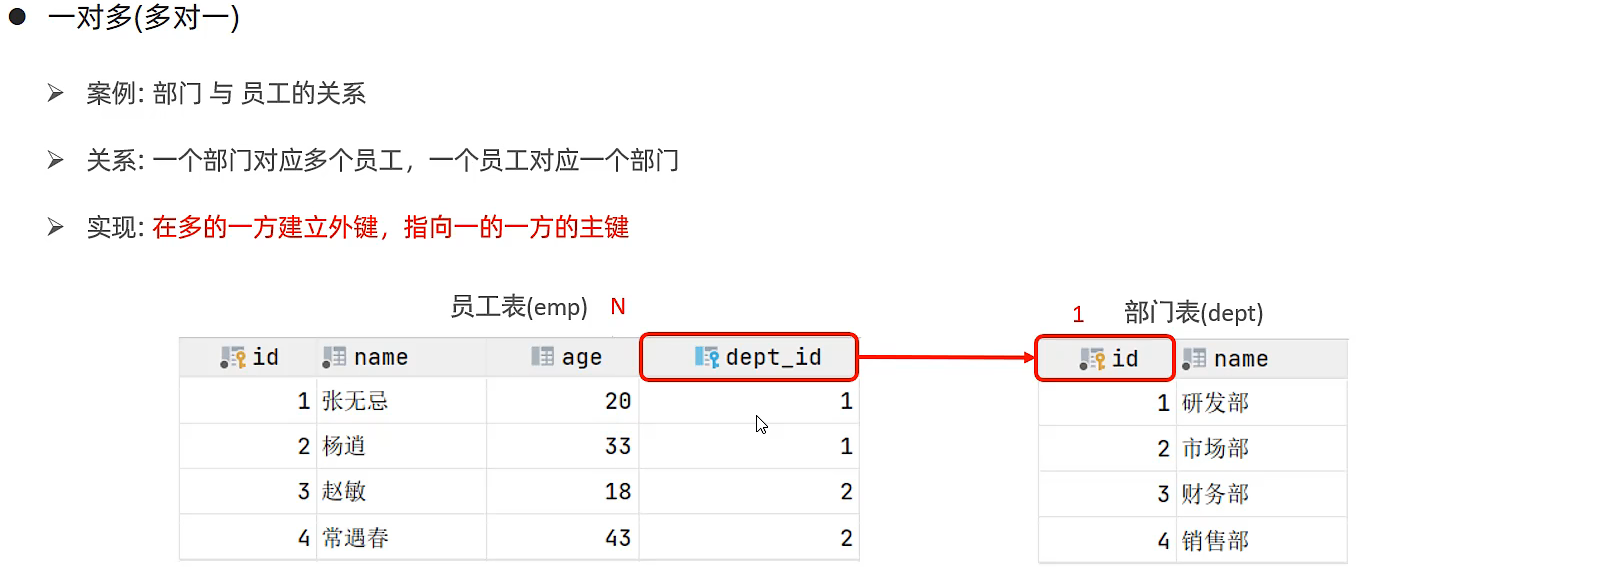 ● 一对多(多对一)
➢ 案例: 部门 与 员工的关系
➢ 关系: 一个部门对应多个员工，一个员工对应一个部门
➢ 实现: 在多的一方建立外键，指向一的一方的主键
员工表(emp) N 1 部门表(dept)
id name age dept_id id name
1 张无忌 20 1 1 研发部
2 杨逍 33 1 2 市场部
3 赵敏 18 2 3 财务部
4 常遇春 43 2 4 销售部